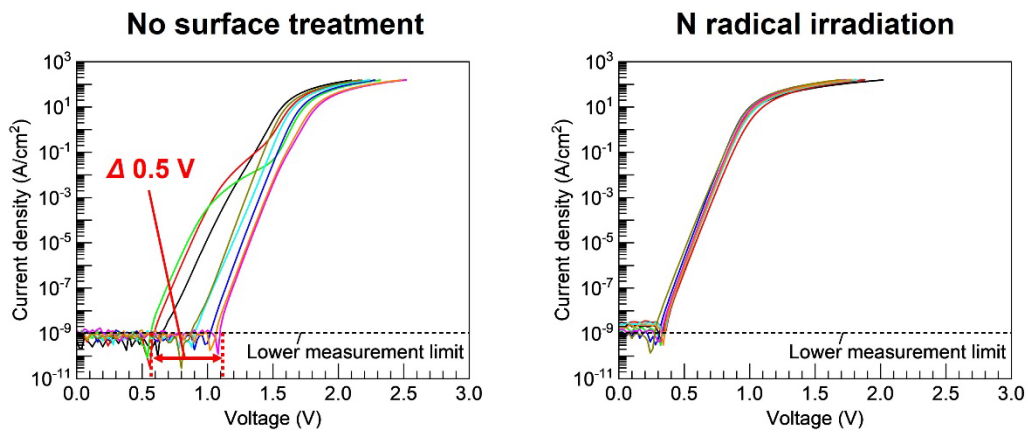 No surface treatment
10³
10¹
10⁻¹
10⁻³
10⁻⁵
10⁻⁷
10⁻⁹
10⁻¹¹
Current density (A/cm²)
Δ 0.5 V
Lower measurement limit
0.0 0.5 1.0 1.5 2.0 2.5 3.0
Voltage (V)
N radical irradiation
10³
10¹
10⁻¹
10⁻³
10⁻⁵
10⁻⁷
10⁻⁹
10⁻¹¹
Current density (A/cm²)
Lower measurement limit
0.0 0.5 1.0 1.5 2.0 2.5 3.0
Voltage (V)